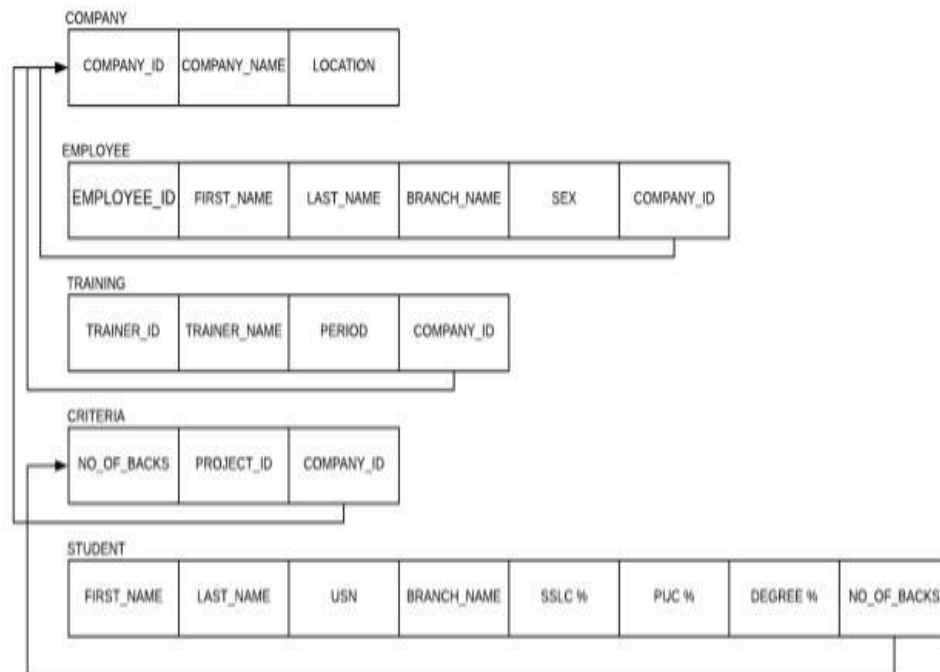 COMPANY
COMPANY_ID COMPANY_NAME LOCATION
EMPLOYEE
EMPLOYEE_ID FIRST_NAME LAST_NAME BRANCH_NAME SEX COMPANY_ID
TRAINING
TRAINER_ID TRAINER_NAME PERIOD COMPANY_ID
CRITERIA
NO_OF_BACKS PROJECT_ID COMPANY_ID
STUDENT
FIRST_NAME LAST_NAME USN BRANCH_NAME SSLC % PUC % DEGREE % NO_OF_BACKS